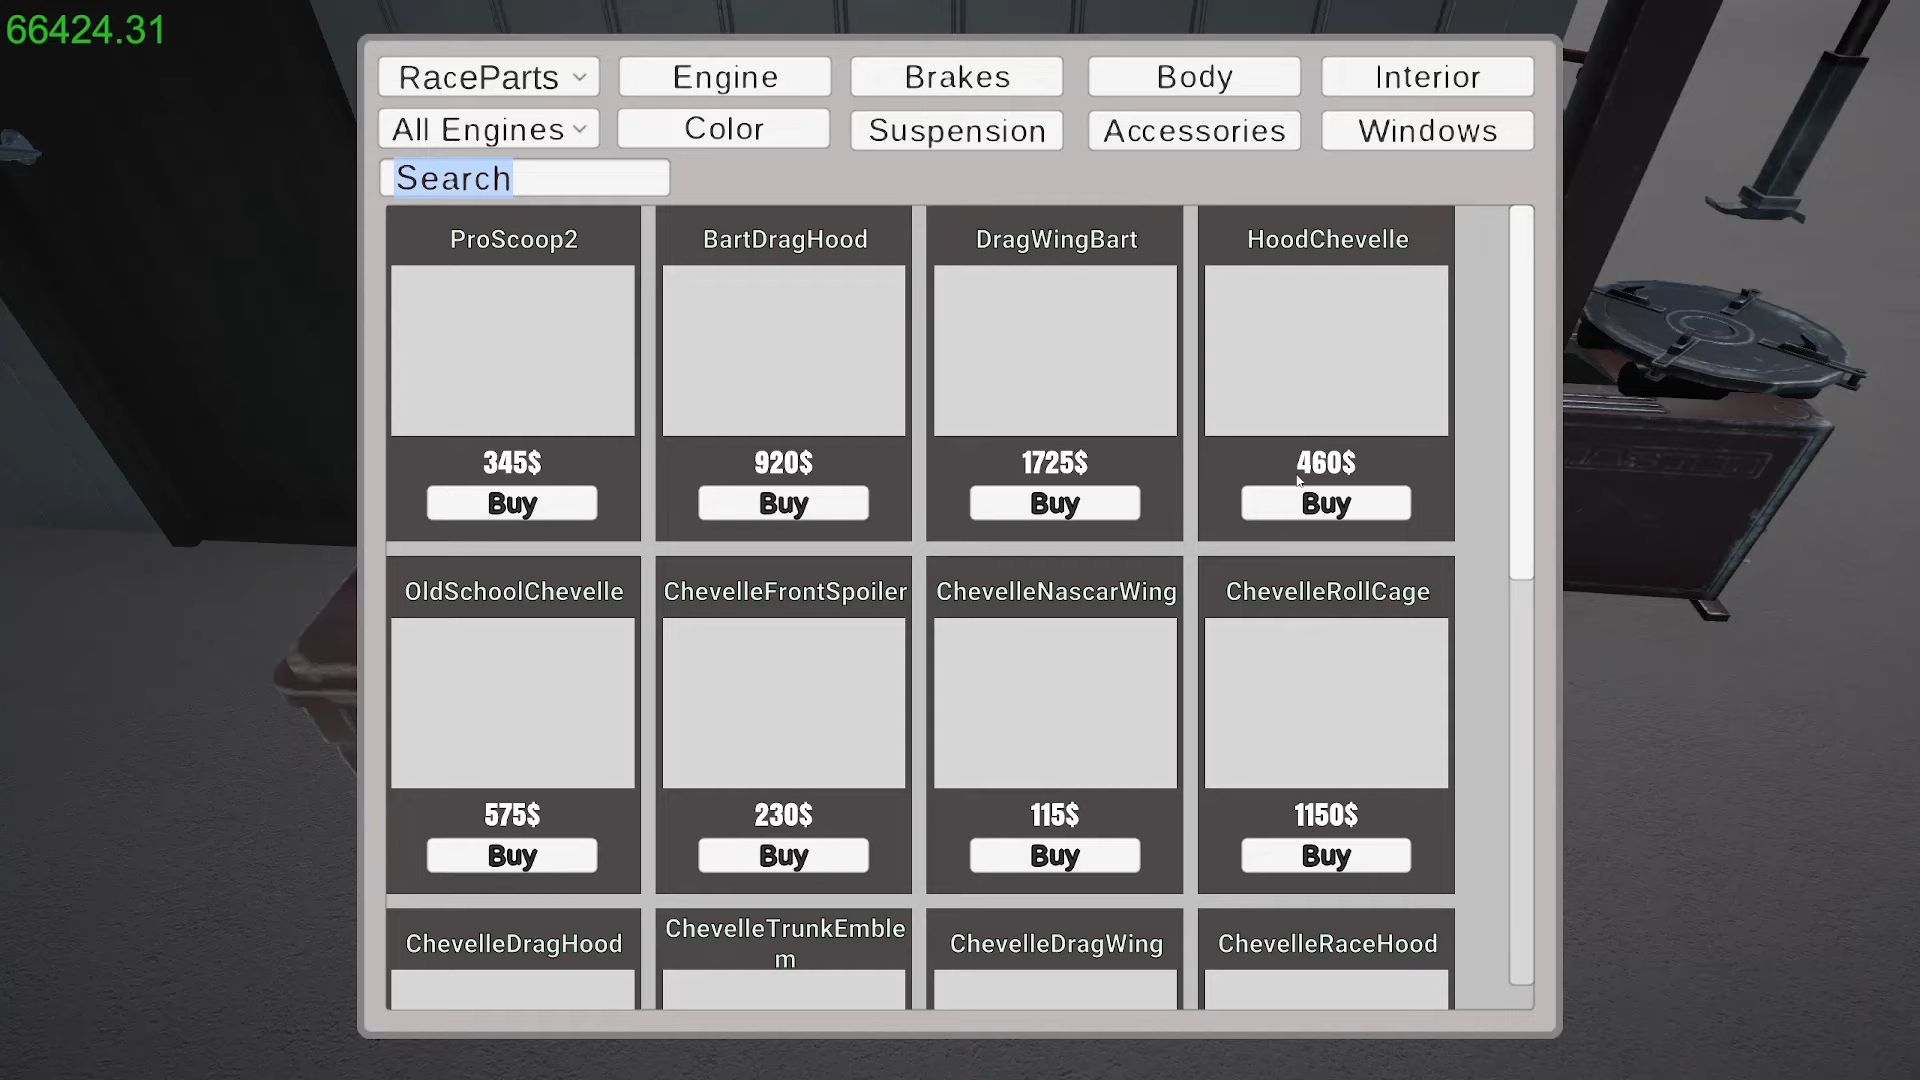 66424.31
RaceParts
Engine
Brakes
Body
Interior
All Engines
Color
Suspension
Accessories
Windows
Search
ProScoop2
BartDragHood
DragWingBart
HoodChevelle
345$
920$
1725$
460$
Buy
Buy
Buy
Buy
OldSchoolChevelle
ChevelleFrontSpoiler
ChevelleNascarWing
ChevelleRollCage
575$
230$
115$
1150$
Buy
Buy
Buy
Buy
ChevelleDragHood
ChevelleTrunkEmble
m
ChevelleDragWing
ChevelleRaceHood